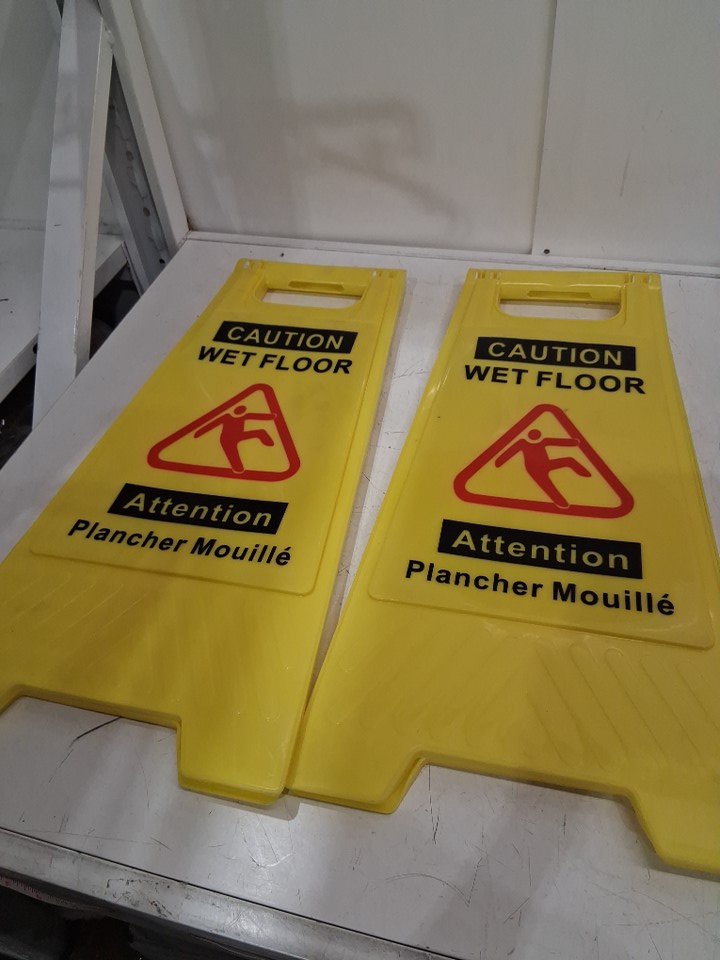 CAUTION
WET FLOOR
Attention
Plancher Mouillé
CAUTION
WET FLOOR
Attention
Plancher Mouillé